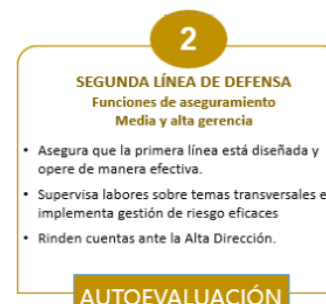 2
SEGUNDA LÍNEA DE DEFENSA
Funciones de aseguramiento
Media y alta gerencia
• Asegura que la primera línea está diseñada y
opere de manera efectiva.
• Supervisa labores sobre temas transversales e
implementa gestión de riesgo eficaces
• Rinden cuentas ante la Alta Dirección.
AUTOEVALUACIÓN